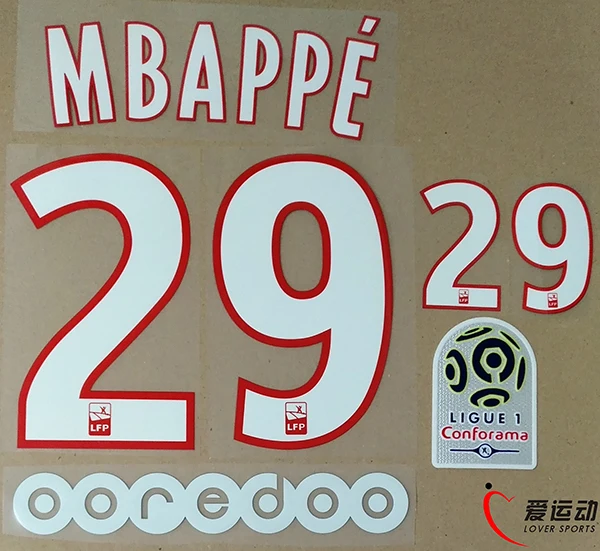 MBAPPÉ
29
29
LFP
LFP
LFP
LFP
LIGUE 1
Conforama
ooredoo
爱运动
LOVER SPORTS